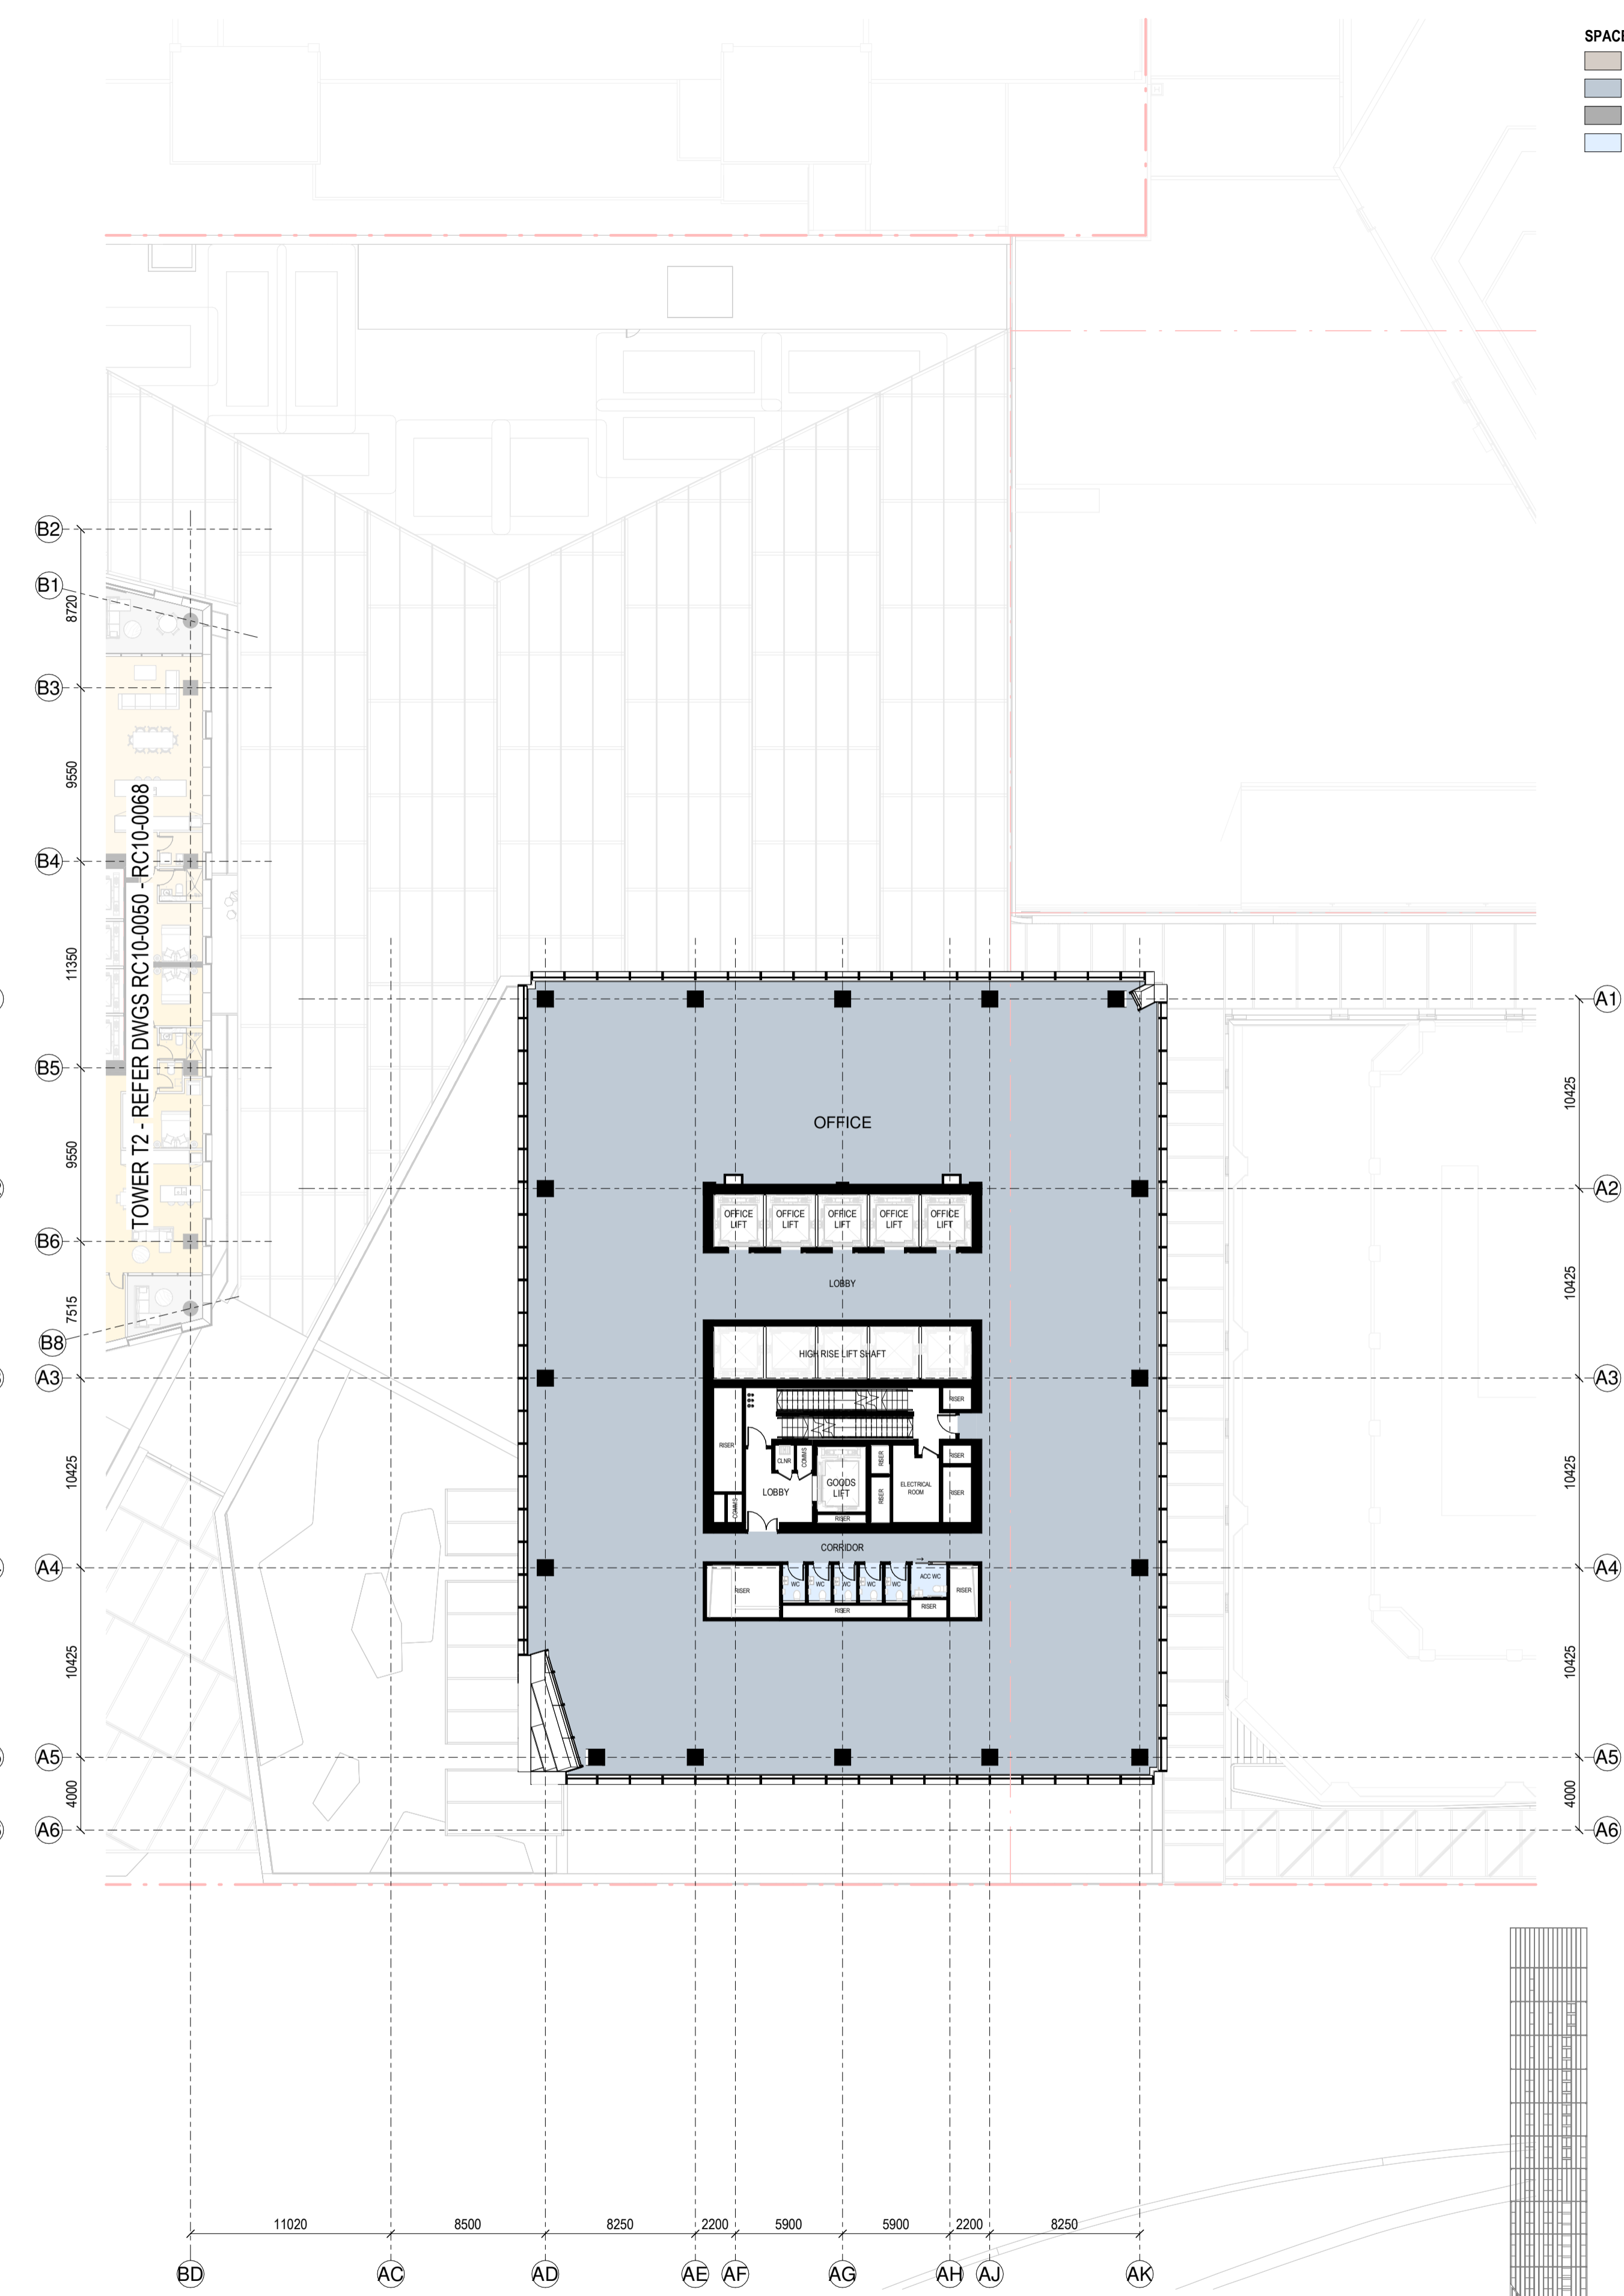 SPACE
B2
B1
8720
B3
9550
TOWER T2 - REFER DWGS RC10-0050 - RC10-0068
B4
11350
A1
B5
10425
9550
OFFICE
A2
OFFICE LIFT
OFFICE LIFT
OFFICE LIFT
OFFICE LIFT
OFFICE LIFT
B6
LOBBY
10425
7515
B8
HIGH RISE LIFT SHAFT
A3
A3
RISER
RISER
RISER
CLNR
COMMS
GOODS LIFT
RISER
RISER
ELECTRICAL ROOM
RISER
LOBBY
COMMS
RISER
10425
10425
CORRIDOR
A4
A4
RISER
WC
WC
WC
WC
WC
ACC WC
RISER
RISER
RISER
10425
10425
A5
A5
4000
4000
A6
A6
11020
8500
8250
2200
5900
5900
2200
8250
BD
AC
AD
AE
AF
AG
AH
AJ
AK